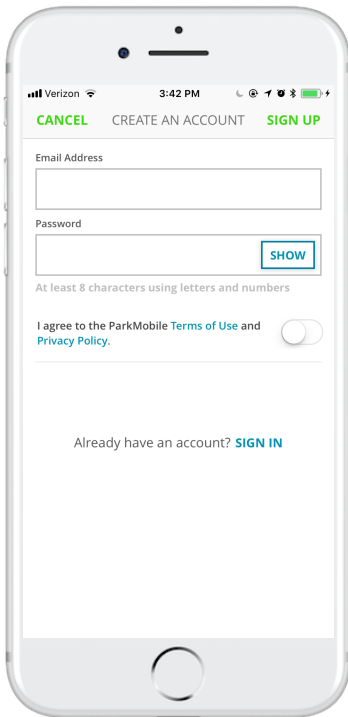 Verizon 3:42 PM
CANCEL CREATE AN ACCOUNT SIGN UP
Email Address
Password
SHOW
At least 8 characters using letters and numbers
I agree to the ParkMobile Terms of Use and
Privacy Policy.
Already have an account? SIGN IN